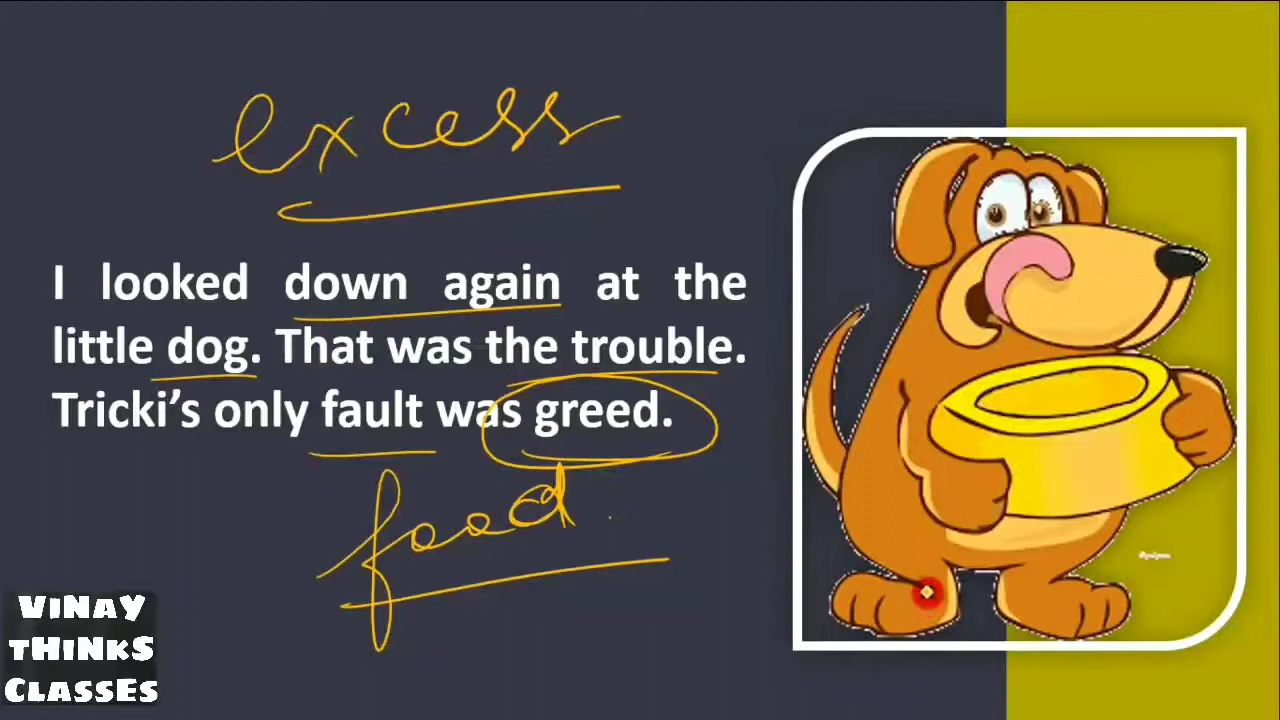 excess
I looked down again at the
little dog. That was the trouble.
Tricki's only fault was greed.
food
VINAY
THINKS
CLASSES